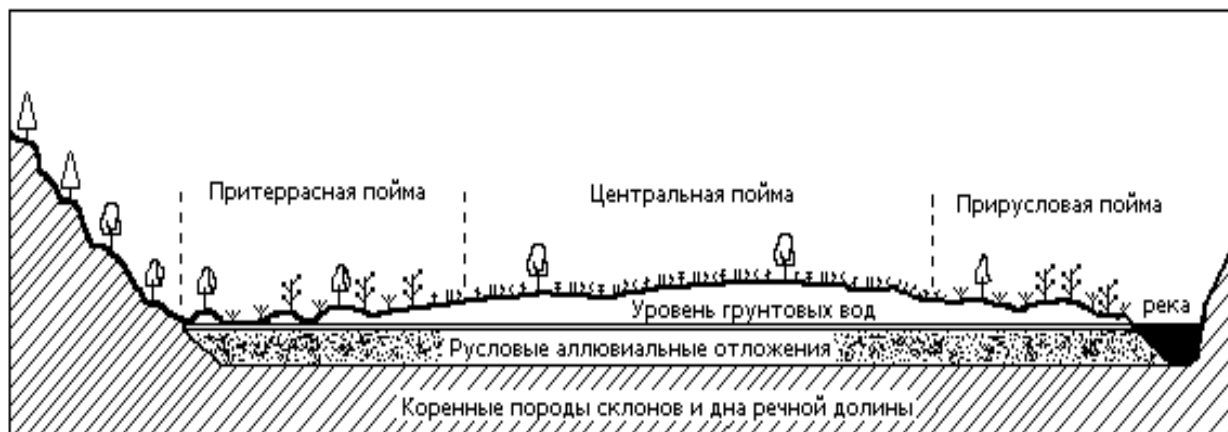 Притеррасная пойма
Центральная пойма
Прирусловая пойма
Уровень грунтовых вод
река
Русловые аллювиальные отложения
Коренные породы склонов и дна речной долины